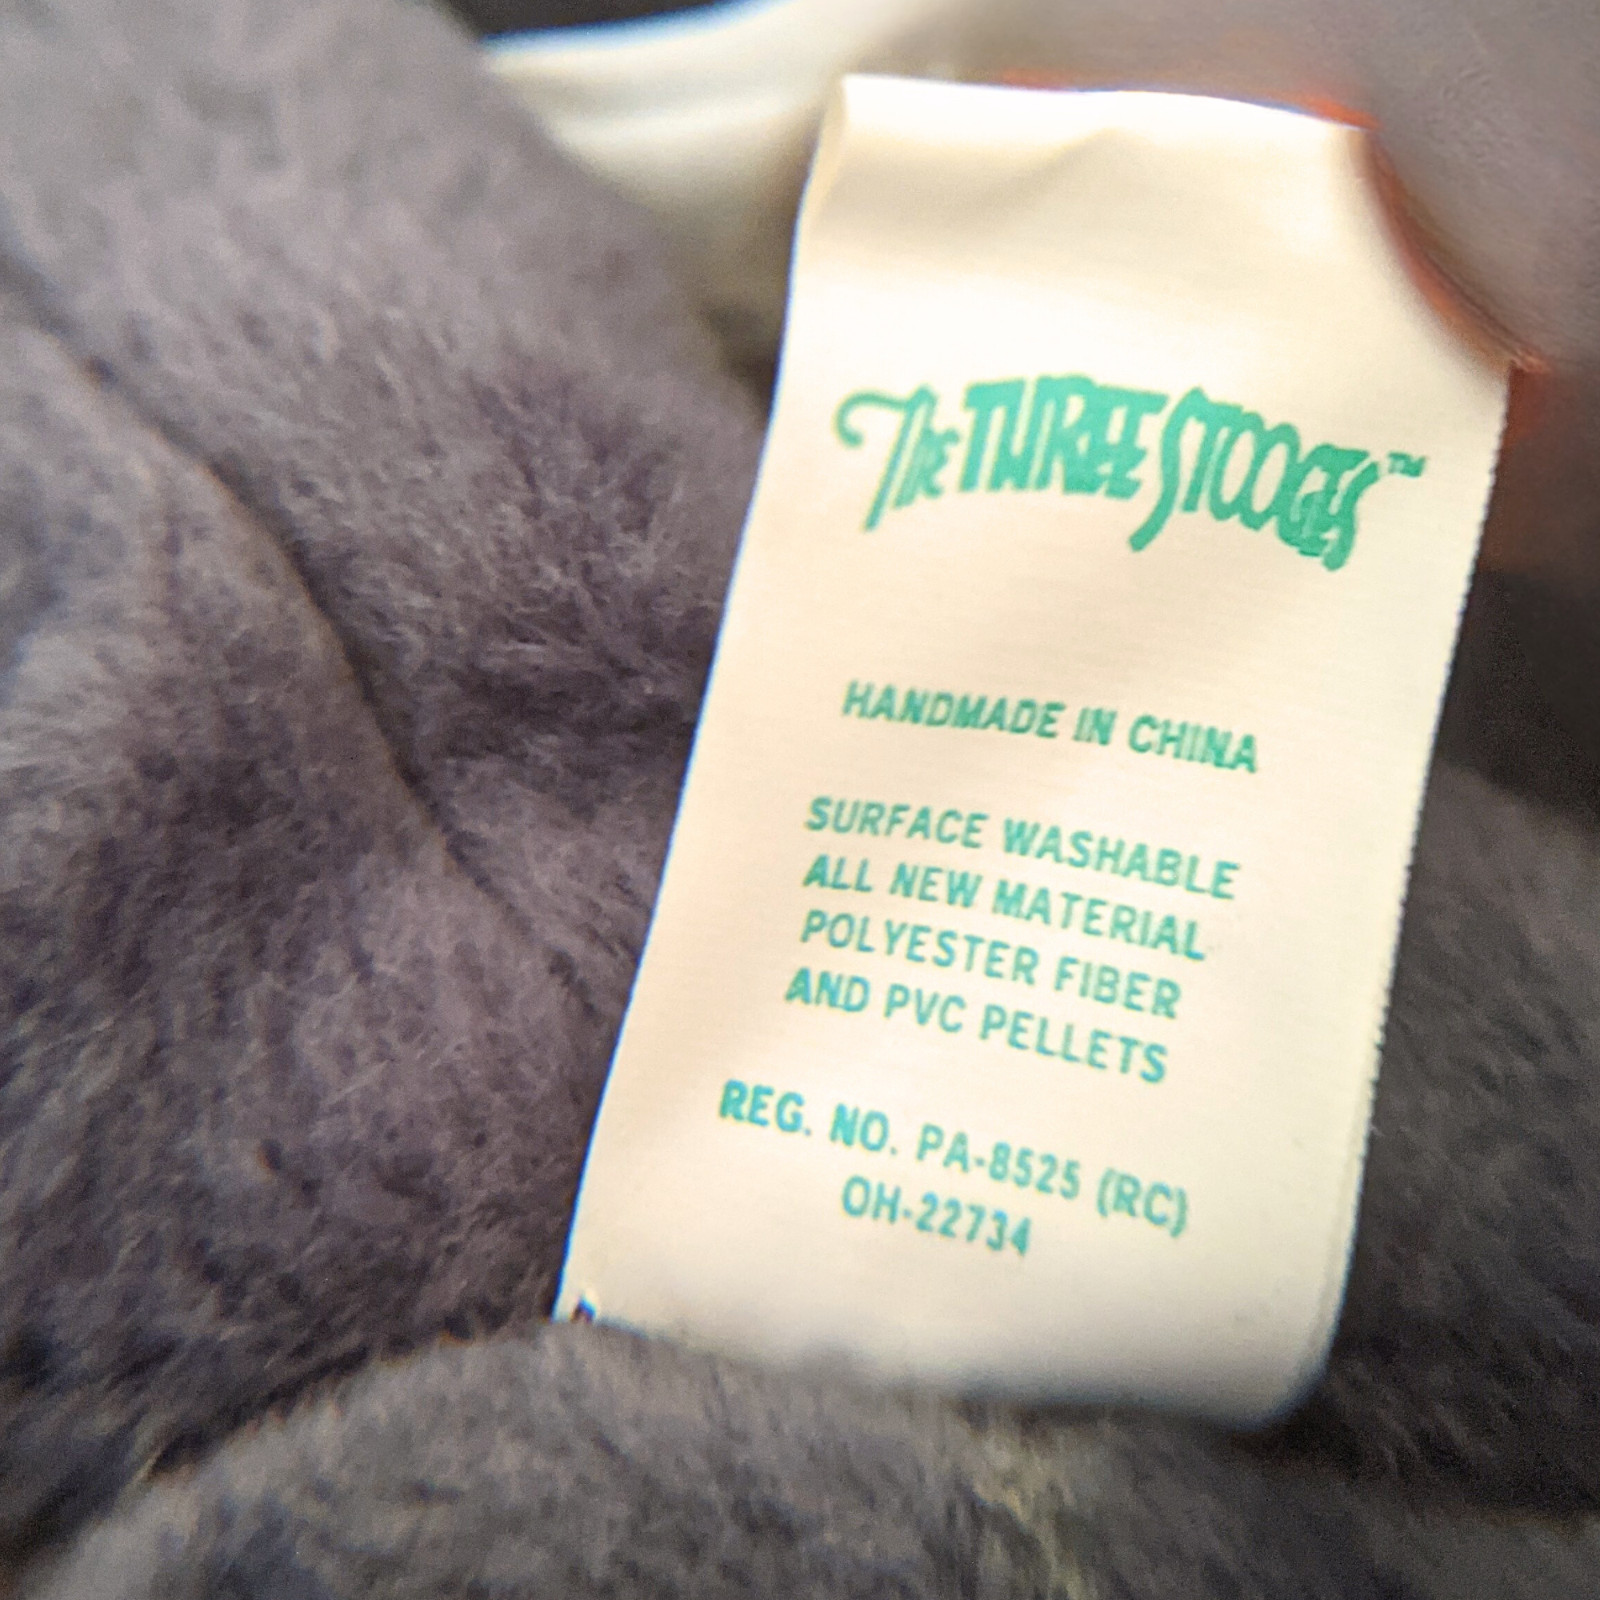 The THREE STOOGES™
HANDMADE IN CHINA
SURFACE WASHABLE
ALL NEW MATERIAL
POLYESTER FIBER
AND PVC PELLETS
REG. NO. PA-8525 (RC)
OH-22734